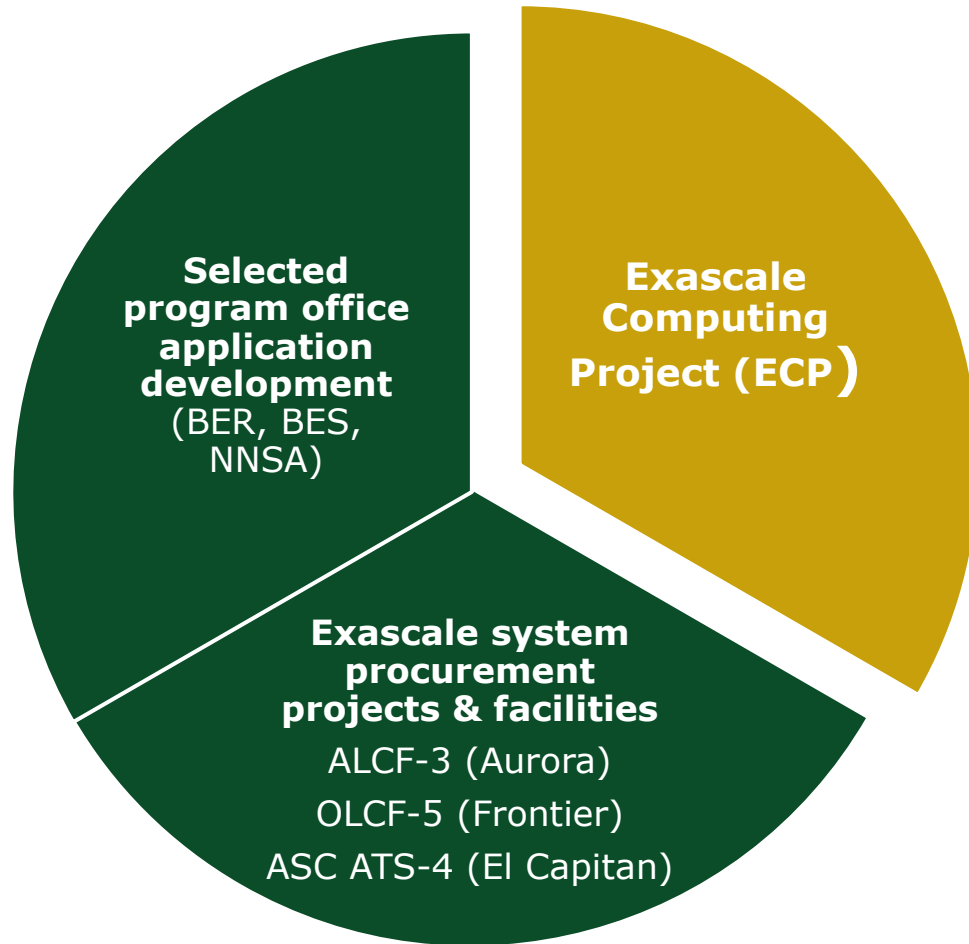 Selected
program office
application
development
(BER, BES,
NNSA)
Exascale
Computing
Project (ECP)
Exascale system
procurement
projects & facilities
ALCF-3 (Aurora)
OLCF-5 (Frontier)
ASC ATS-4 (El Capitan)